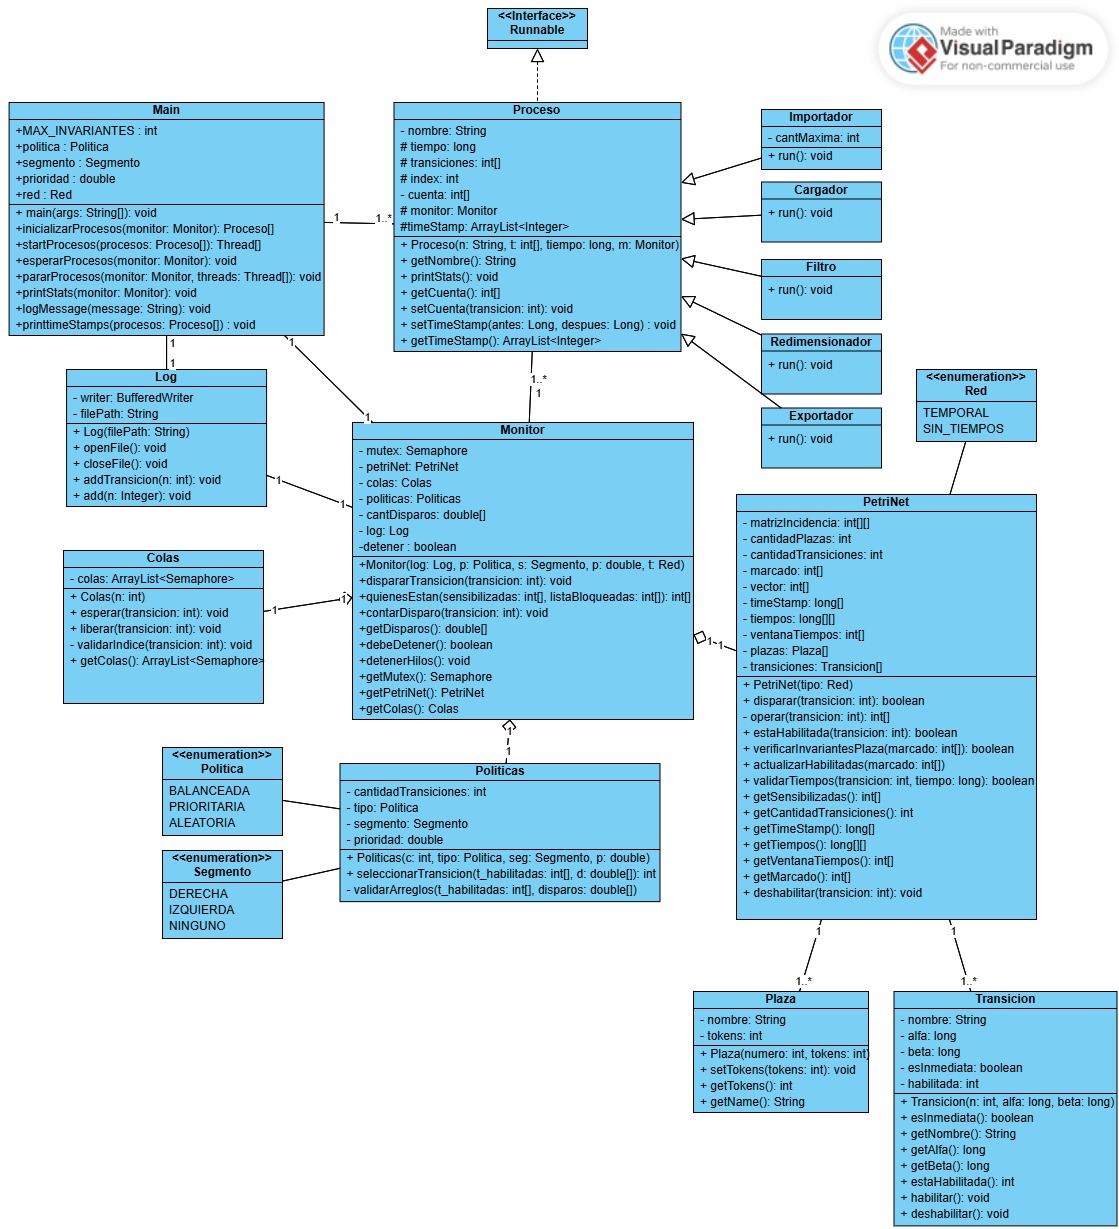 <<Interface>>
Runnable
Made with
VisualParadigm
For non-commercial use
Main
+MAX_INVARIANTES : int
+politica : Politica
+segmento : Segmento
+prioridad : double
+red : Red
+ main(args: String[]): void
+inicializarProcesos(monitor: Monitor): Proceso[]
+startProcesos(procesos: Proceso[]): Thread[]
+esperarProcesos(monitor: Monitor): void
+pararProcesos(monitor: Monitor, threads: Thread[]): void
+printStats(monitor: Monitor): void
+logMessage(message: String): void
+printtimeStamps(procesos: Proceso[]) : void
1
1..*
Proceso
- nombre: String
# tiempo: long
# transiciones: int[]
# index: int
- cuenta: int[]
# monitor: Monitor
#timeStamp: ArrayList<Integer>
+ Proceso(n: String, t: int[], tiempo: long, m: Monitor)
+ getNombre(): String
+ printStats(): void
+ getCuenta(): int[]
+ setCuenta(transicion: int): void
+ setTimeStamp(antes: Long, despues: Long) : void
+ getTimeStamp(): ArrayList<Integer>
Importador
- cantMaxima: int
+ run(): void
Cargador
+ run(): void
Filtro
+ run(): void
Redimensionador
+ run(): void
Exportador
+ run(): void
1
1
1
1
1..*
1
Log
- writer: BufferedWriter
- filePath: String
+ Log(filePath: String)
+ openFile(): void
+ closeFile(): void
+ addTransicion(n: int): void
+ add(n: Integer): void
1
1
Monitor
- mutex: Semaphore
- petriNet: PetriNet
- colas: Colas
- politicas: Politicas
- cantDisparos: double[]
- log: Log
-detener : boolean
+Monitor(log: Log, p: Politica, s: Segmento, p: double, t: Red)
+dispararTransicion(transicion: int): void
+quienesEstan(sensibilizadas: int[], listaBloqueadas: int[]): int[]
+contarDisparo(transicion: int): void
+getDisparos(): double[]
+debeDetener(): boolean
+detenerHilos(): void
+getMutex(): Semaphore
+getPetriNet(): PetriNet
+getColas(): Colas
<<enumeration>>
Red
TEMPORAL
SIN_TIEMPOS
Colas
- colas: ArrayList<Semaphore>
+ Colas(n: int)
+ esperar(transicion: int): void
+ liberar(transicion: int): void
- validarIndice(transicion: int): void
+ getColas(): ArrayList<Semaphore>
1
1
PetriNet
- matrizIncidencia: int[][]
- cantidadPlazas: int
- cantidadTransiciones: int
- marcado: int[]
- vector: int[]
- timeStamp: long[]
- tiempos: long[][]
- ventanaTiempos: int[]
- plazas: Plaza[]
- transiciones: Transicion[]
+ PetriNet(tipo: Red)
+ disparar(transicion: int): boolean
- operar(transicion: int): int[]
+ estaHabilitada(transicion: int): boolean
+ verificarInvariantesPlaza(marcado: int[]): boolean
+ actualizarHabilitadas(marcado: int[])
+ validarTiempos(transicion: int, tiempo: long): boolean
+ getSensibilizadas(): int[]
+ getCantidadTransiciones(): int
+ getTimeStamp(): long[]
+ getTiempos(): long[][]
+ getVentanaTiempos(): int[]
+ getMarcado(): int[]
+ deshabilitar(transicion: int): void
1
1
1
1
<<enumeration>>
Politica
BALANCEADA
PRIORITARIA
ALEATORIA
<<enumeration>>
Segmento
DERECHA
IZQUIERDA
NINGUNO
Politicas
- cantidadTransiciones: int
- tipo: Politica
- segmento: Segmento
- prioridad: double
+ Politicas(c: int, tipo: Politica, seg: Segmento, p: double)
+ seleccionarTransicion(t_habilitadas: int[], d: double[]): int
- validarArreglos(t_habilitadas: int[], disparos: double[])
1
1
1..*
1..*
Plaza
- nombre: String
- tokens: int
+ Plaza(numero: int, tokens: int)
+ setTokens(tokens: int): void
+ getTokens(): int
+ getName(): String
Transicion
- nombre: String
- alfa: long
- beta: long
- esInmediata: boolean
- habilitada: int
+ Transicion(n: int, alfa: long, beta: long)
+ esInmediata(): boolean
+ getNombre(): String
+ getAlfa(): long
+ getBeta(): long
+ estaHabilitada(): int
+ habilitar(): void
+ deshabilitar(): void